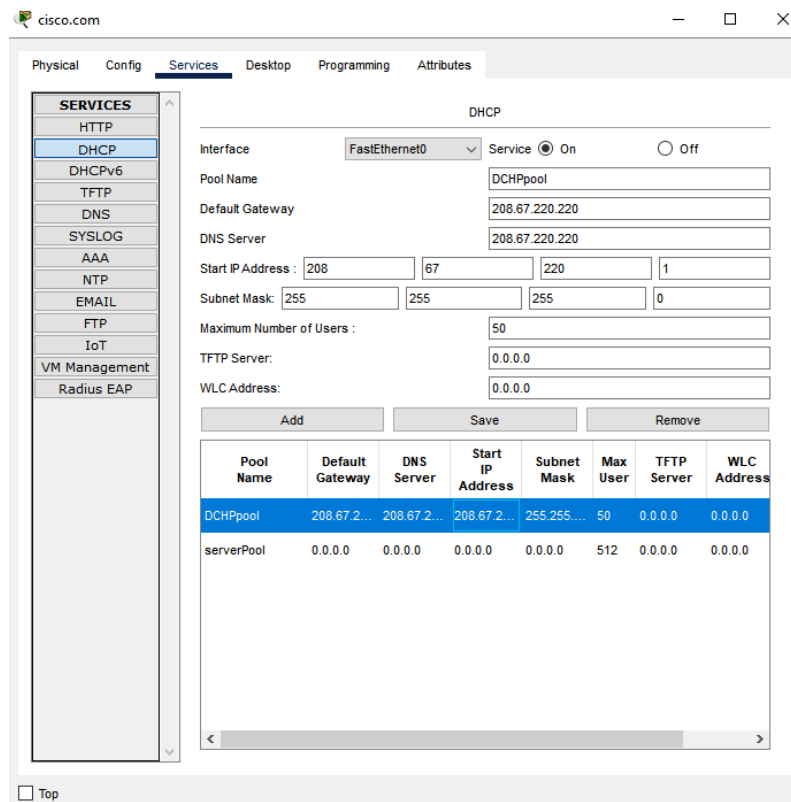 cisco.com
Physical Config Services Desktop Programming Attributes
SERVICES
HTTP
DHCP
DHCPv6
TFTP
DNS
SYSLOG
AAA
NTP
EMAIL
FTP
IoT
VM Management
Radius EAP
DHCP
Interface FastEthernet0 Service On Off
Pool Name DCHPpool
Default Gateway 208.67.220.220
DNS Server 208.67.220.220
Start IP Address : 208 67 220 1
Subnet Mask: 255 255 255 0
Maximum Number of Users : 50
TFTP Server: 0.0.0.0
WLC Address: 0.0.0.0
Add Save Remove
Pool Name Default Gateway DNS Server Start IP Address Subnet Mask Max User TFTP Server WLC Address
DCHPpool 208.67.2... 208.67.2... 208.67.2... 255.255.... 50 0.0.0.0 0.0.0.0
serverPool 0.0.0.0 0.0.0.0 0.0.0.0 0.0.0.0 512 0.0.0.0 0.0.0.0
Top